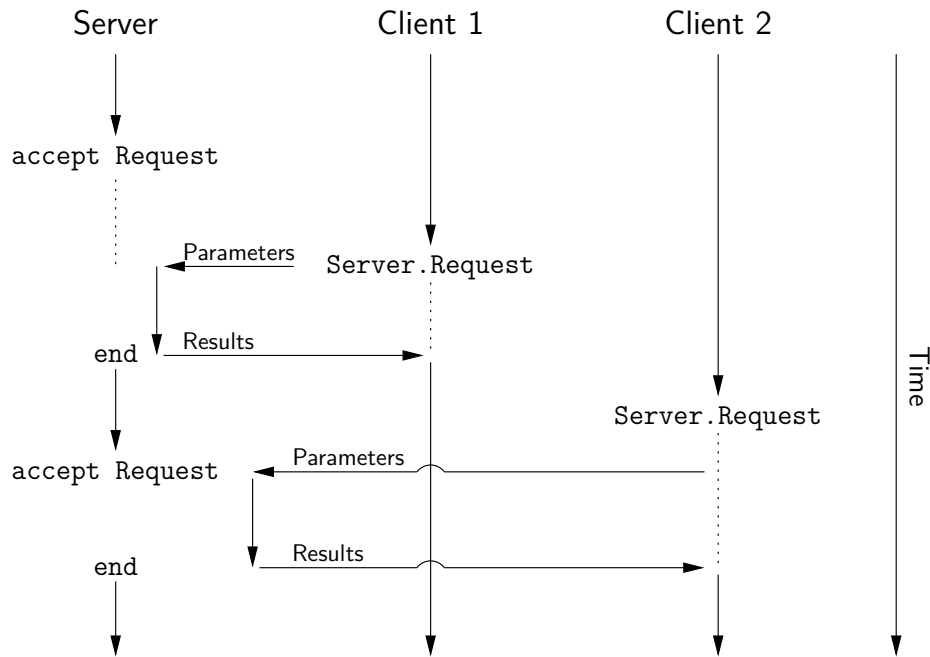 Server
Client 1
Client 2
accept Request
Parameters
Server.Request
end
Results
Time
Server.Request
accept Request
Parameters
end
Results